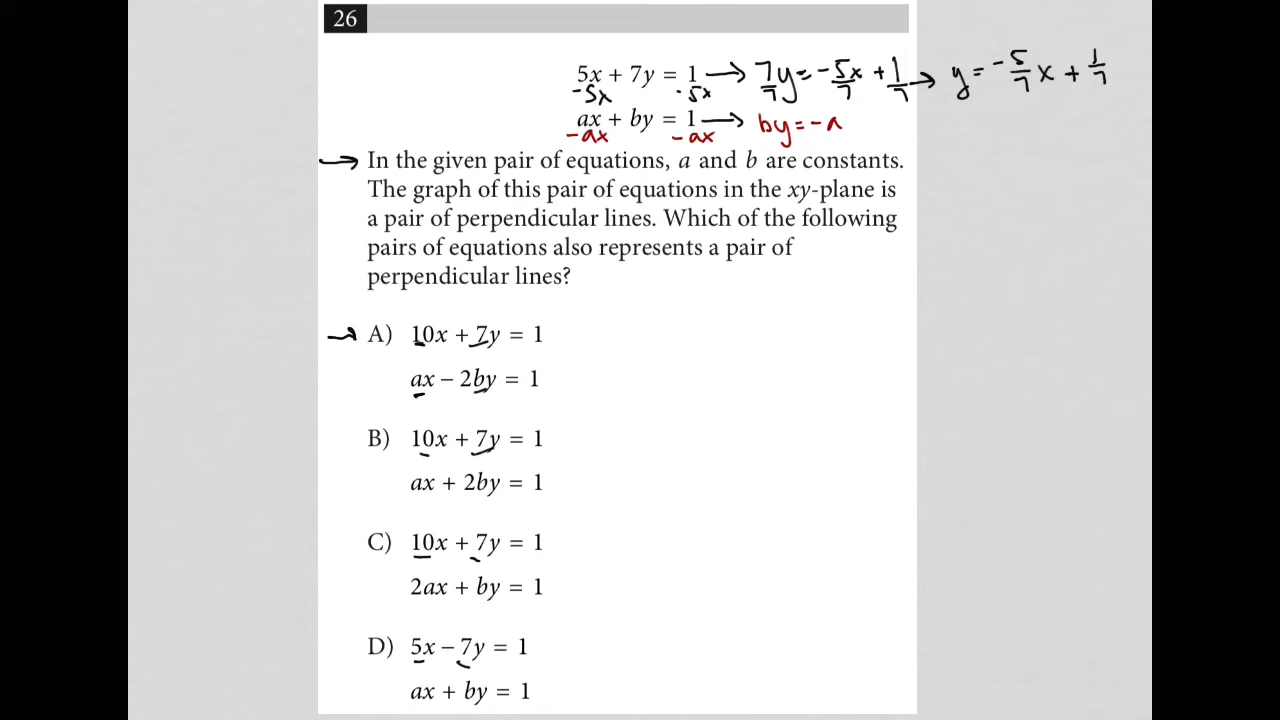 26
5x + 7y = 1 → 7y/7 = -5x/7 + 1/7 → y = -5/7 x + 1/7
-5x -5x
ax + by = 1 → by = -a
-ax -ax
→ In the given pair of equations, a and b are constants.
The graph of this pair of equations in the xy-plane is
a pair of perpendicular lines. Which of the following
pairs of equations also represents a pair of
perpendicular lines?
→ A) 10x + 7y = 1
ax − 2by = 1
B) 10x + 7y = 1
ax + 2by = 1
C) 10x + 7y = 1
2ax + by = 1
D) 5x − 7y = 1
ax + by = 1